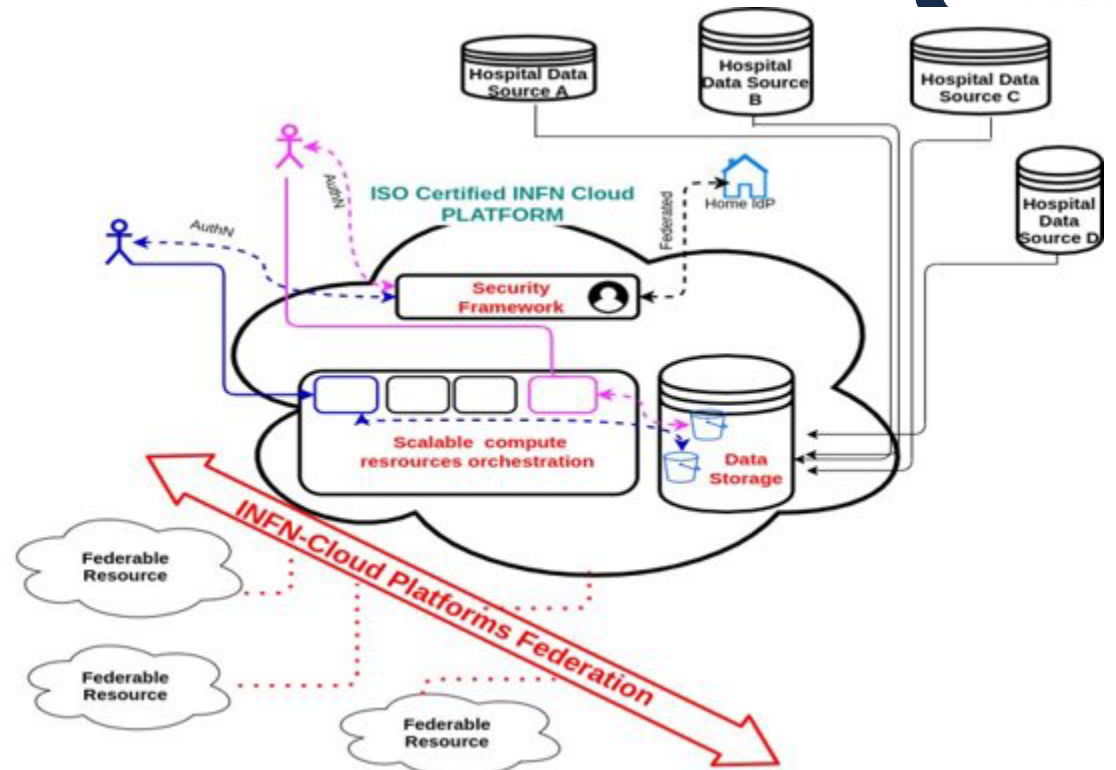 Hospital Data
Source A
Hospital
Data Source
B
Hospital Data
Source C
Hospital
Data
Source D
AuthN
AuthN
ISO Certified INFN Cloud
PLATFORM
Federated
Home IdP
Security
Framework
Scalable compute
resrources orchestration
Data
Storage
INFN-Cloud Platforms Federation
Federable
Resource
Federable
Resource
Federable
Resource